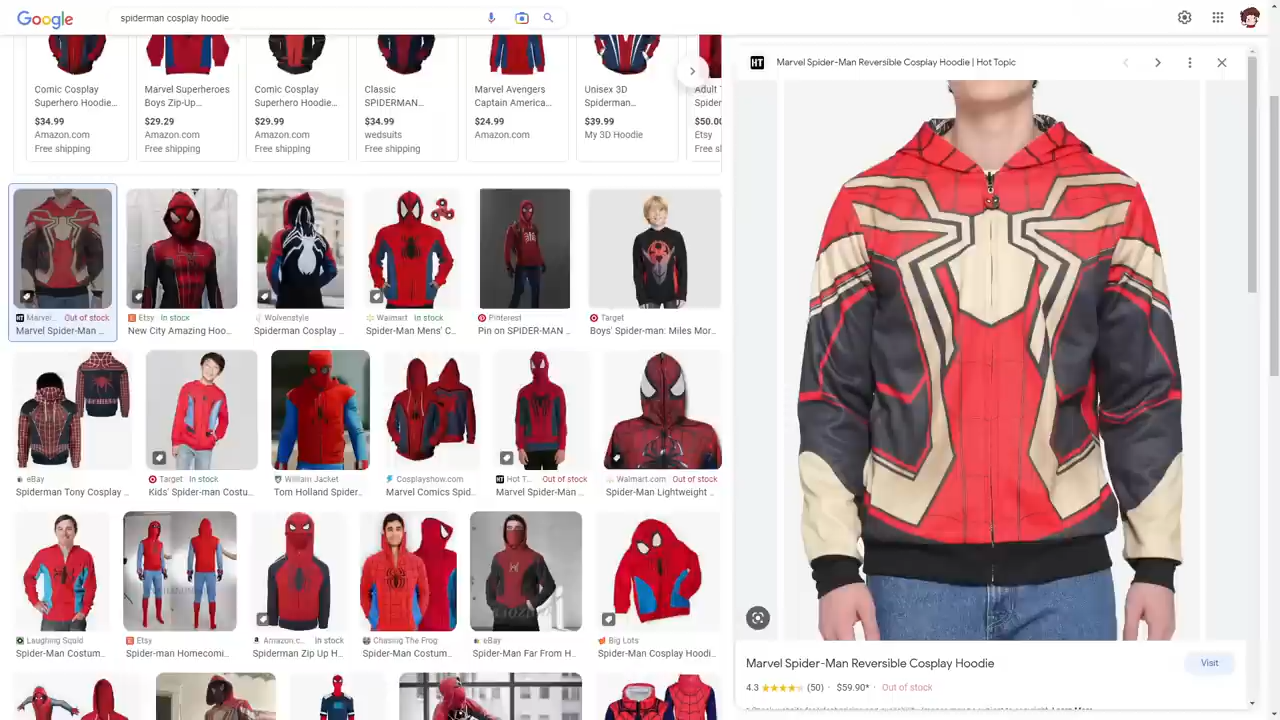 Google
spiderman cosplay hoodie
Comic Cosplay
Superhero Hoodie...
$34.99
Amazon.com
Free shipping
Marvel Superheroes
Boys Zip-Up...
$29.29
Amazon.com
Free shipping
Comic Cosplay
Superhero Hoodie...
$29.99
Amazon.com
Free shipping
Classic
SPIDERMAN...
$34.99
wedsuits
Free shipping
Marvel Avengers
Captain America...
$24.99
Amazon.com
Unisex 3D
Spiderman...
$39.99
My 3D Hoodie
Adult
Spider
$50.00
Etsy
Free s
Marvel... Out of stock
Marvel Spider-Man ...
Etsy In stock
New City Amazing Hoo...
Wolvenstyle
Spiderman Cosplay ...
Walmart In stock
Spider-Man Mens' C...
Pinterest
Pin on SPIDER-MAN ...
Target
Boys' Spider-man: Miles Mor...
eBay
Spiderman Tony Cosplay ...
Target In stock
Kids' Spider-man Costu...
William Jacket
Tom Holland Spider...
Cosplayshow.com
Marvel Comics Spid...
Hot T... Out of stock
Marvel Spider-Man ...
Walmart.com Out of stock
Spider-Man Lightweight ...
Laughing Squid
Spider-Man Costum...
Etsy
Spider-man Homecomi...
Amazon.c... In stock
Spiderman Zip Up H...
Chasing The Frog
Spider-Man Costum...
eBay
Spider-Man Far From H...
Big Lots
Spider-Man Cosplay Hoodi...
HT Marvel Spider-Man Reversible Cosplay Hoodie | Hot Topic
Marvel Spider-Man Reversible Cosplay Hoodie
Visit
4.3 (50) · $59.90* · Out of stock